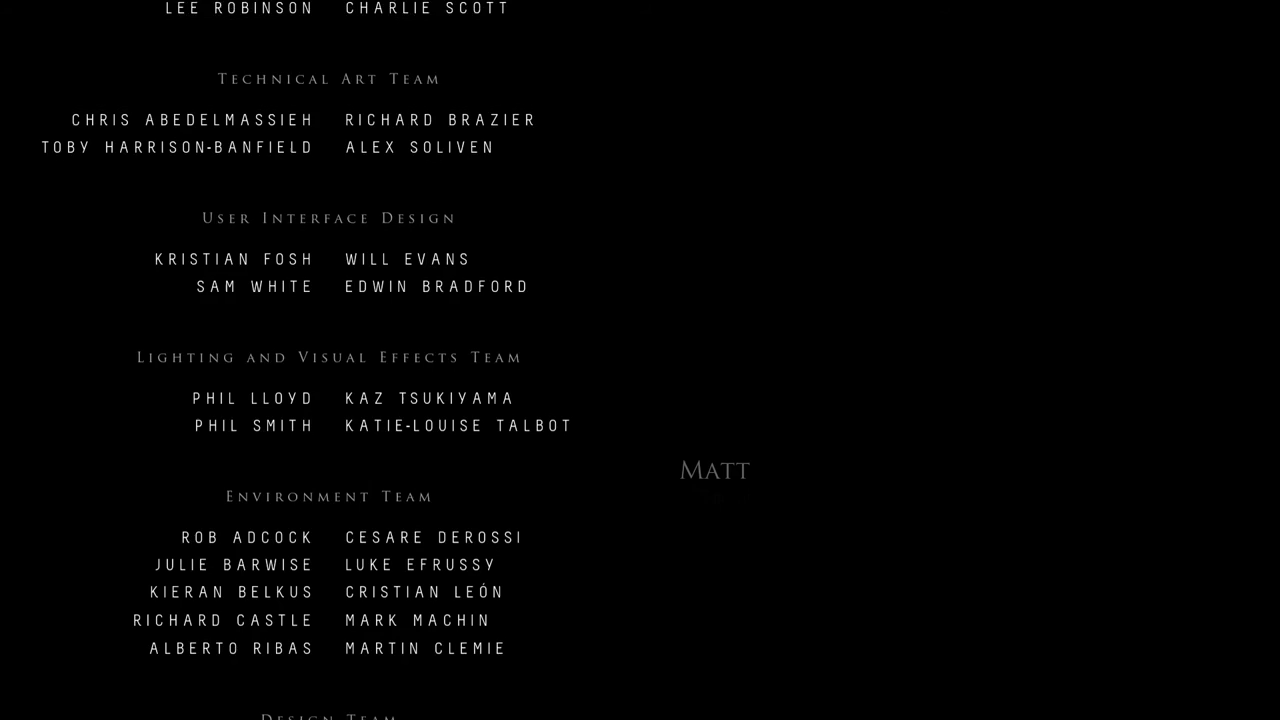 LEE ROBINSON CHARLIE SCOTT
TECHNICAL ART TEAM
CHRIS ABEDELMASSIEH RICHARD BRAZIER
TOBY HARRISON-BANFIELD ALEX SOLIVEN
USER INTERFACE DESIGN
KRISTIAN FOSH WILL EVANS
SAM WHITE EDWIN BRADFORD
LIGHTING AND VISUAL EFFECTS TEAM
PHIL LLOYD KAZ TSUKIYAMA
PHIL SMITH KATIE-LOUISE TALBOT
MATT
ENVIRONMENT TEAM
ROB ADCOCK CESARE DEROSSI
JULIE BARWISE LUKE EFRUSSY
KIERAN BELKUS CRISTIAN LEÓN
RICHARD CASTLE MARK MACHIN
ALBERTO RIBAS MARTIN CLEMIE
DESIGN TEAM